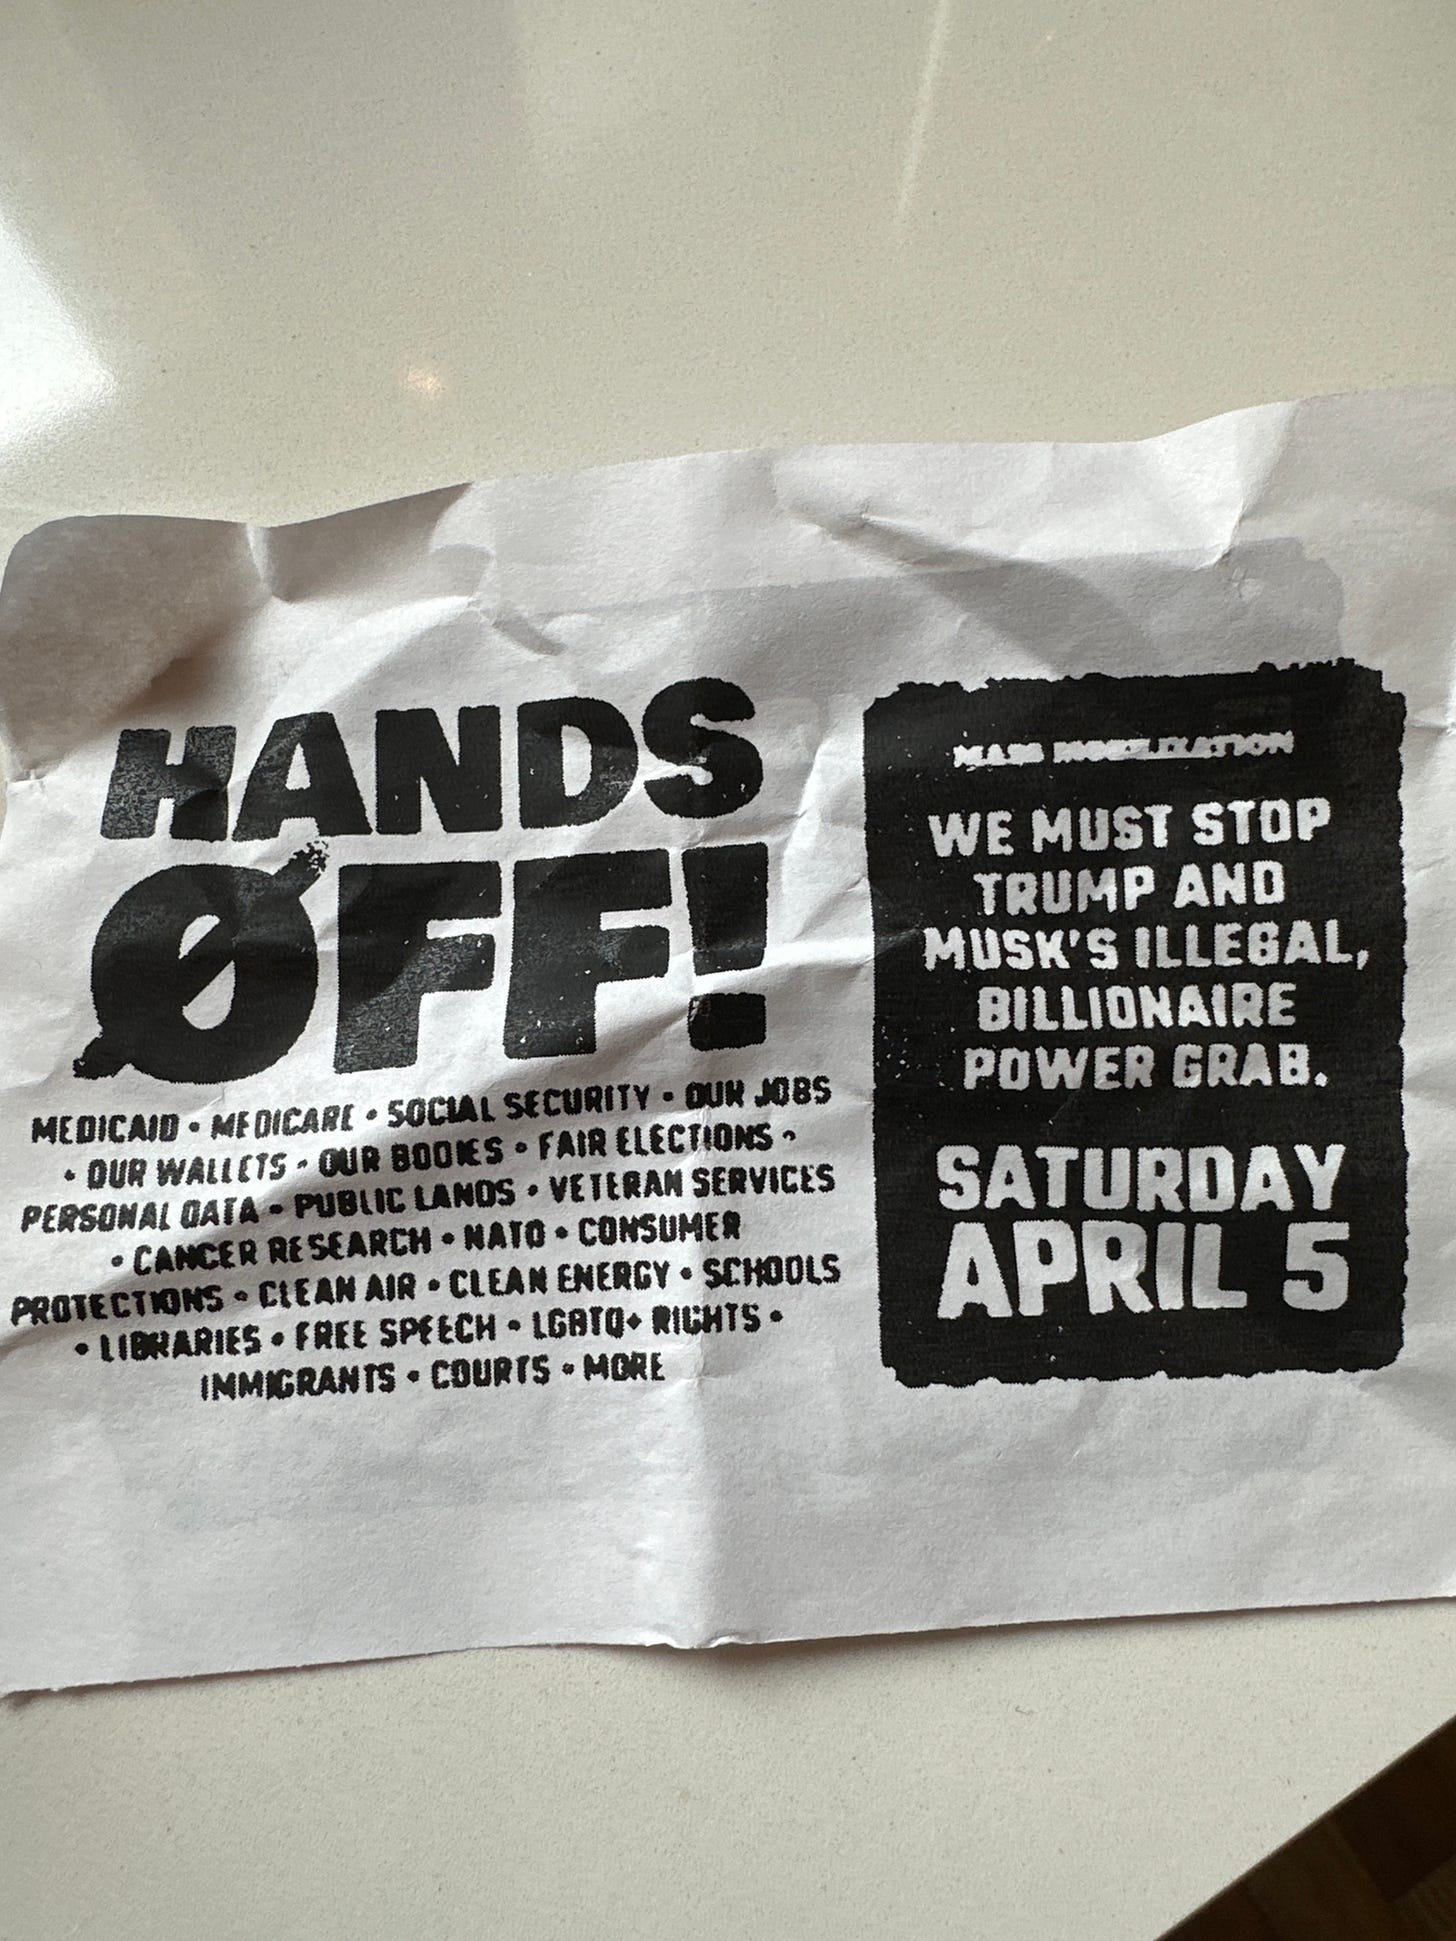 HANDS
OFF!
MEDICAID • MEDICARE • SOCIAL SECURITY • OUR JOBS
• OUR WALLETS • OUR BODIES • FAIR ELECTIONS •
PERSONAL DATA • PUBLIC LANDS • VETERAN SERVICES
• CANCER RESEARCH • NATO • CONSUMER
PROTECTIONS • CLEAN AIR • CLEAN ENERGY • SCHOOLS
• LIBRARIES • FREE SPEECH • LGBTQ+ RIGHTS •
IMMIGRANTS • COURTS • MORE
MOBILIZATION
WE MUST STOP
TRUMP AND
MUSK'S ILLEGAL,
BILLIONAIRE
POWER GRAB.
SATURDAY
APRIL 5